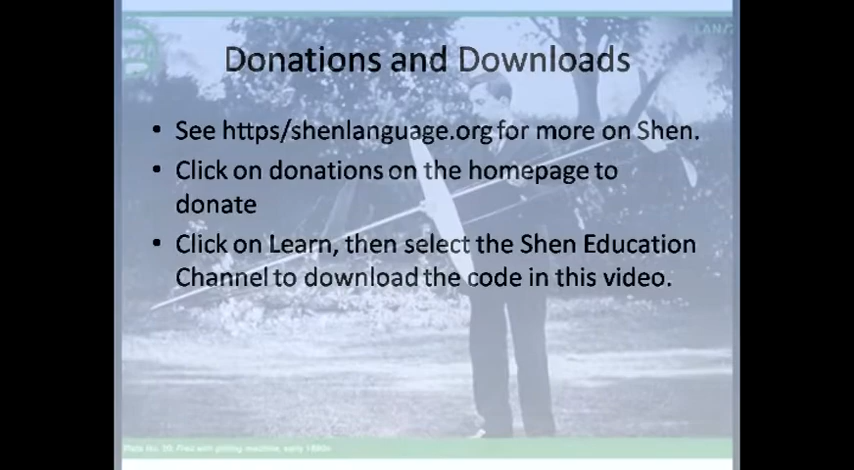 Donations and Downloads
• See https/shenlanguage.org for more on Shen.
• Click on donations on the homepage to
donate
• Click on Learn, then select the Shen Education
Channel to download the code in this video.